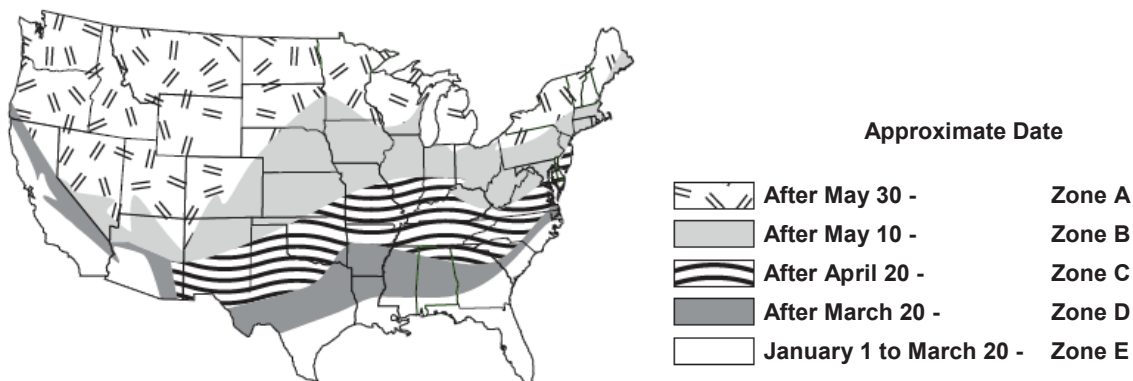 Approximate Date
After May 30 - Zone A
After May 10 - Zone B
After April 20 - Zone C
After March 20 - Zone D
January 1 to March 20 - Zone E